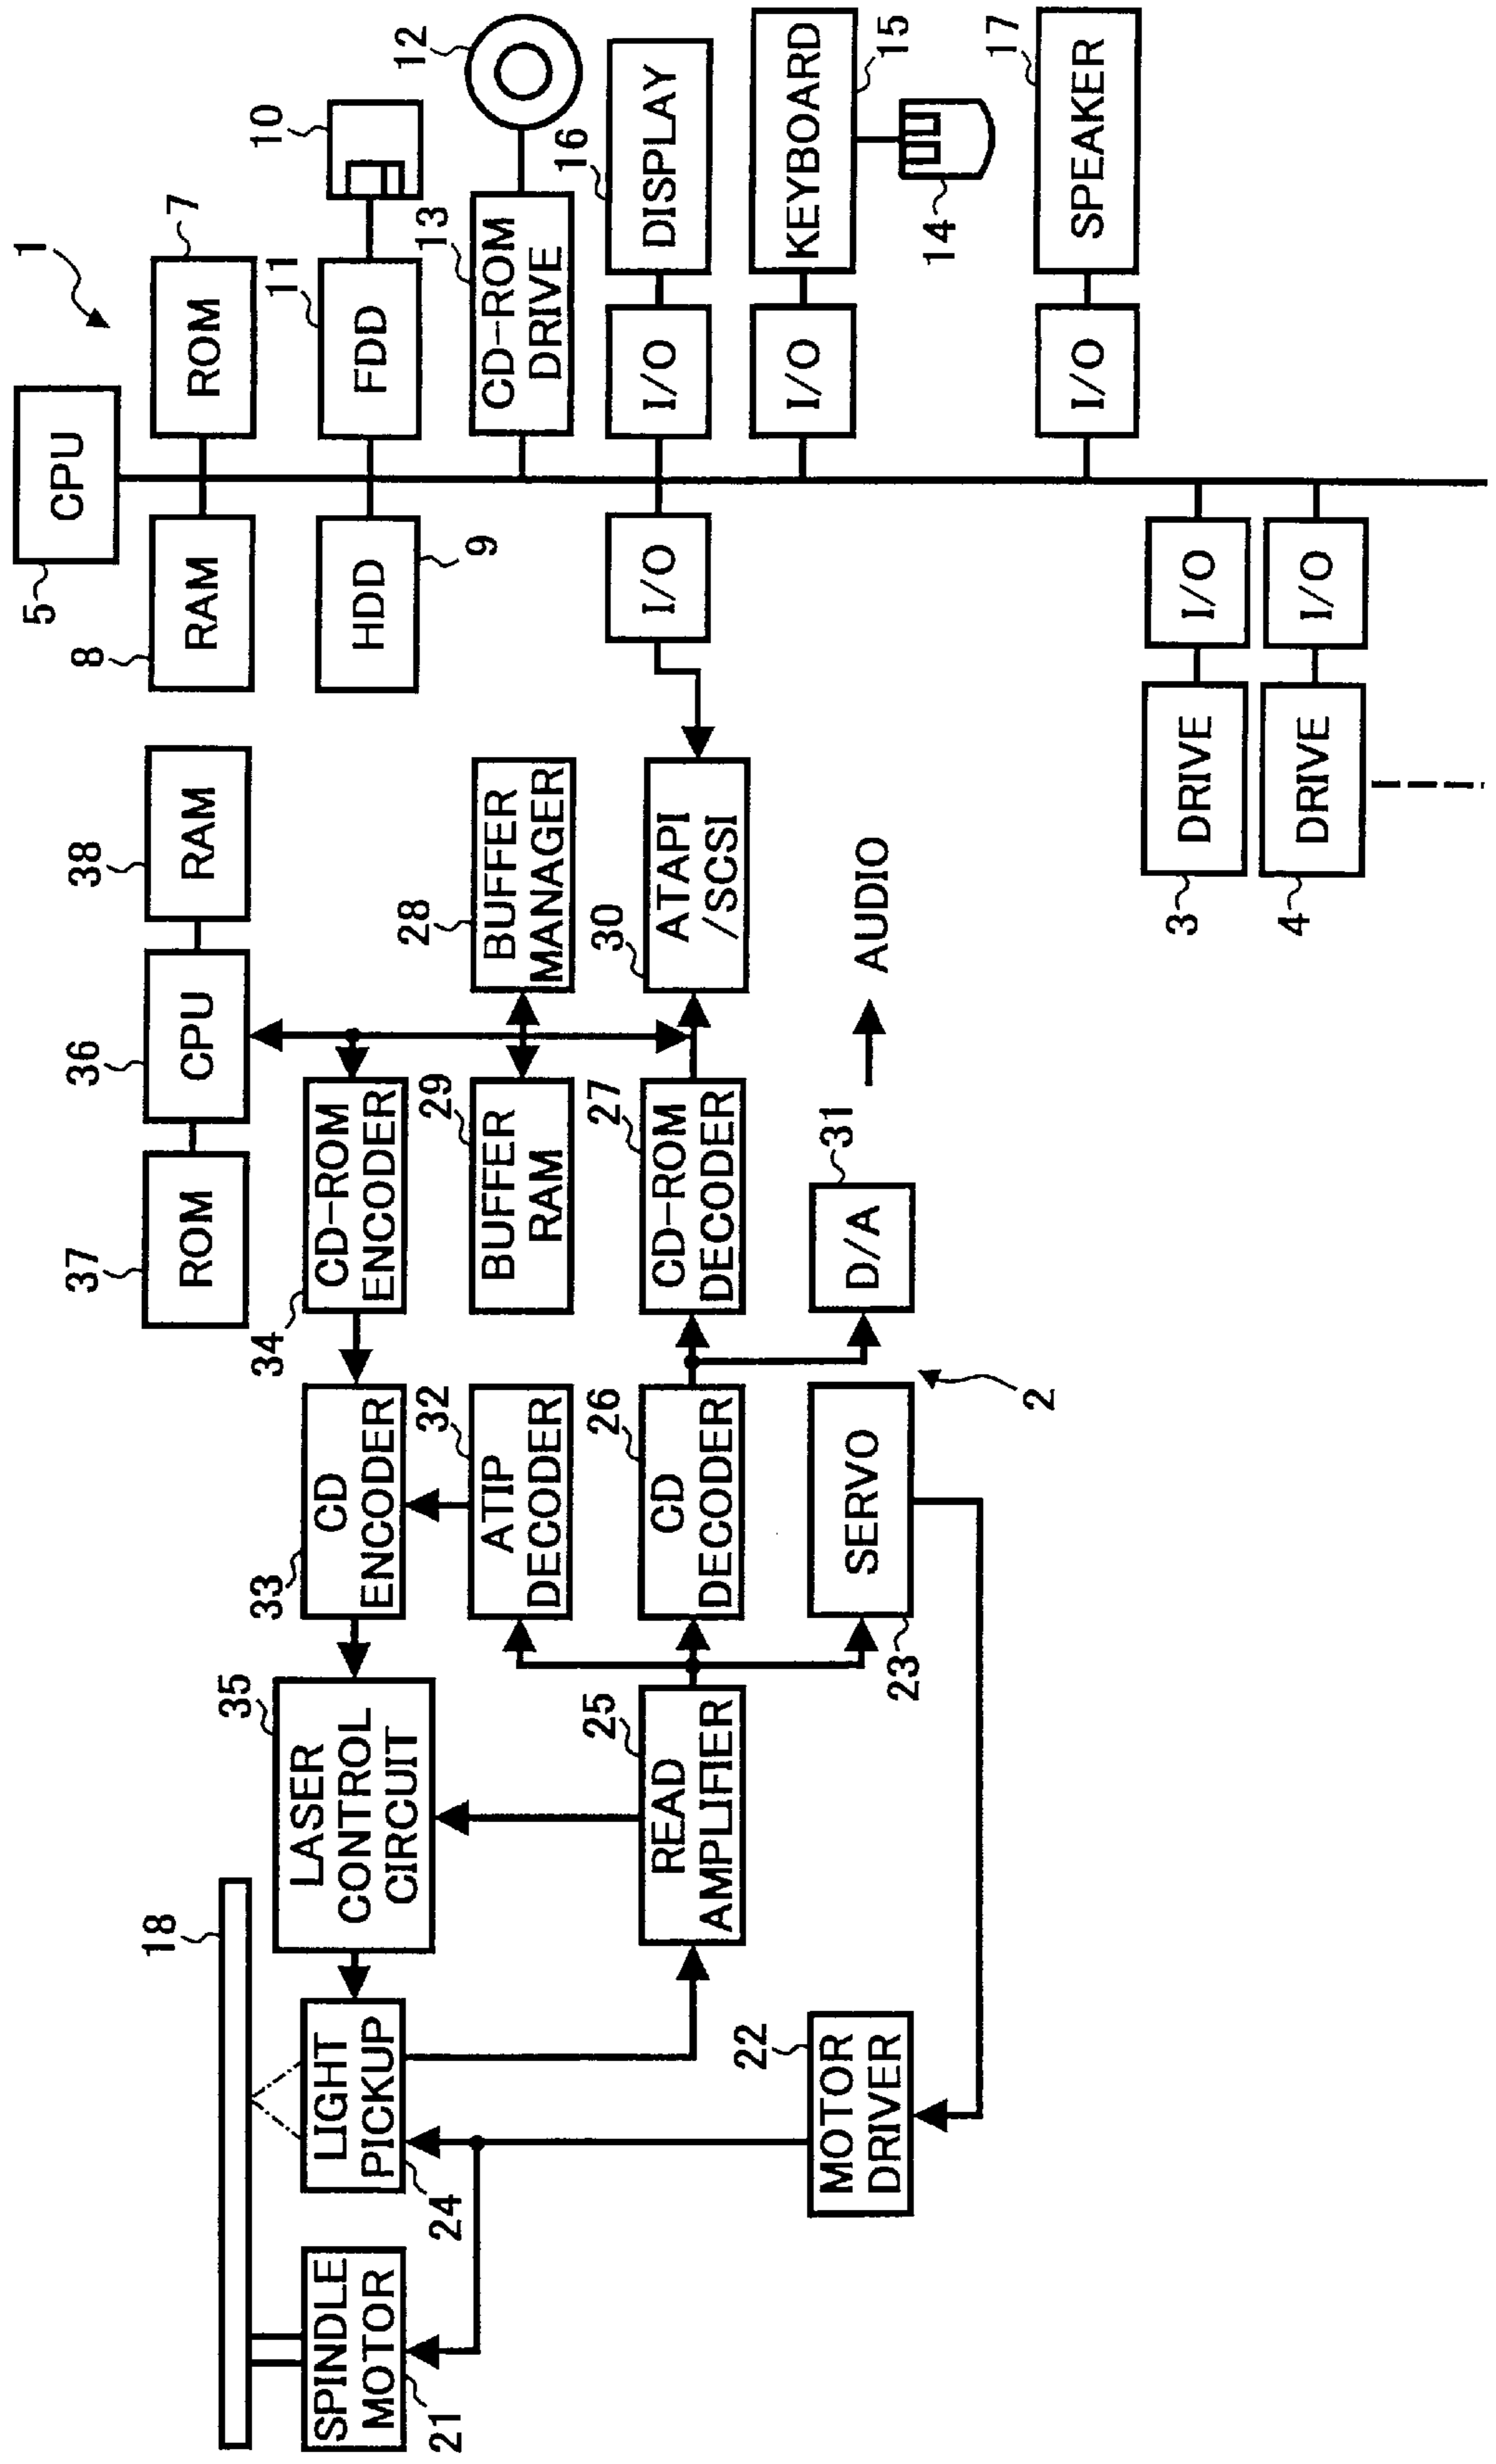 1
CPU
5
ROM
7
RAM
8
10
FDD
11
HDD
9
12
CD-ROM
DRIVE
13
DISPLAY
16
I/O
I/O
KEYBOARD
15
I/O
14
SPEAKER
17
I/O
I/O
DRIVE
3
I/O
DRIVE
4
18
SPINDLE
MOTOR
21
LIGHT
PICKUP
24
LASER
CONTROL
CIRCUIT
35
CD
ENCODER
33
CD-ROM
ENCODER
34
ROM
37
CPU
36
RAM
38
ATIP
DECODER
32
BUFFER
RAM
29
BUFFER
MANAGER
28
READ
AMPLIFIER
25
CD
DECODER
26
CD-ROM
DECODER
27
ATAPI
/SCSI
30
MOTOR
DRIVER
22
SERVO
23
D/A
31
AUDIO
2